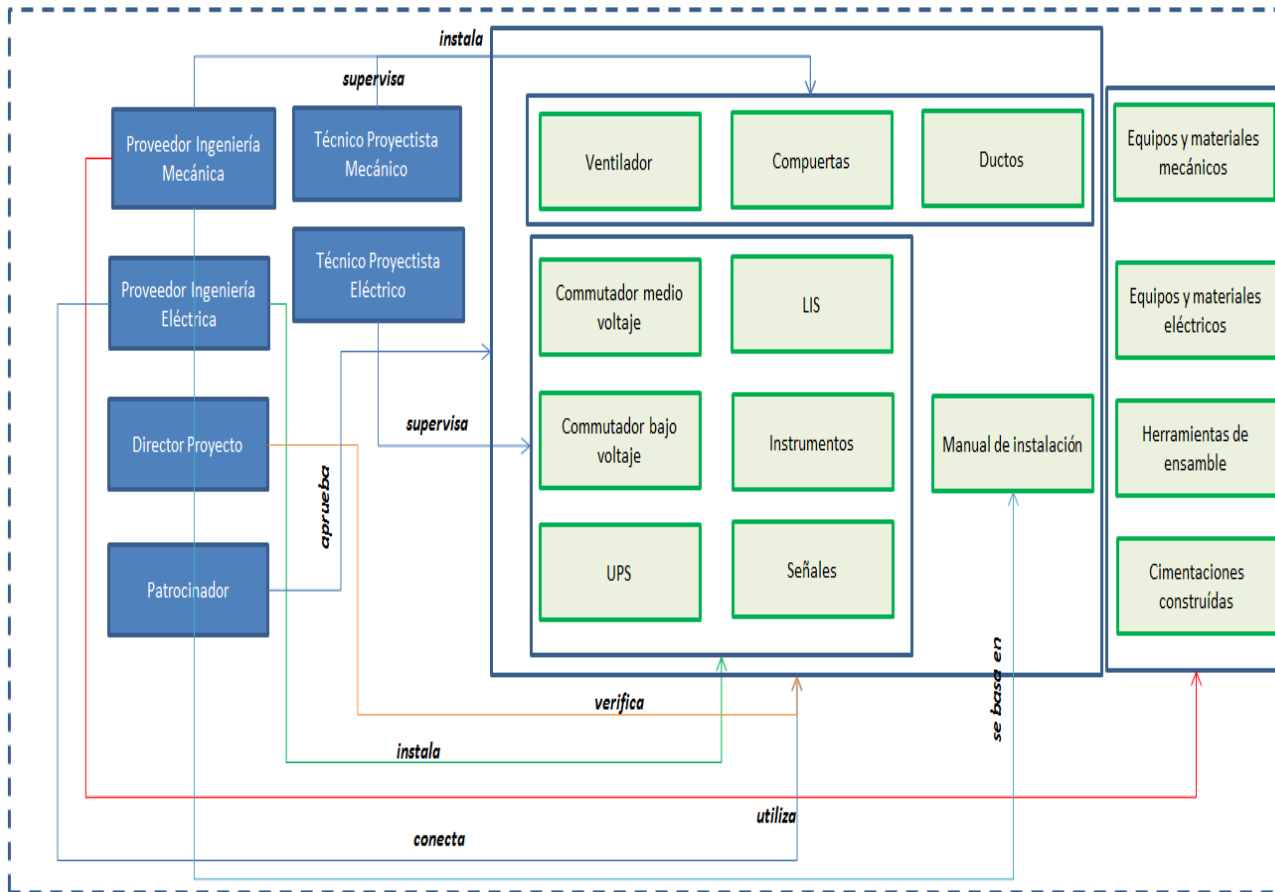 instala
supervisa
Proveedor Ingeniería
Mecánica
Técnico Proyectista
Mecánico
Ventilador
Compuertas
Ductos
Equipos y materiales
mecánicos
Proveedor Ingeniería
Eléctrica
Técnico Proyectista
Eléctrico
Commutador medio
voltaje
LIS
Equipos y materiales
eléctricos
Director Proyecto
supervisa
Commutador bajo
voltaje
Instrumentos
Manual de instalación
Herramientas de
ensamble
aprueba
Patrocinador
UPS
Señales
Cimentaciones
construídas
se basa en
verifica
instala
utiliza
conecta